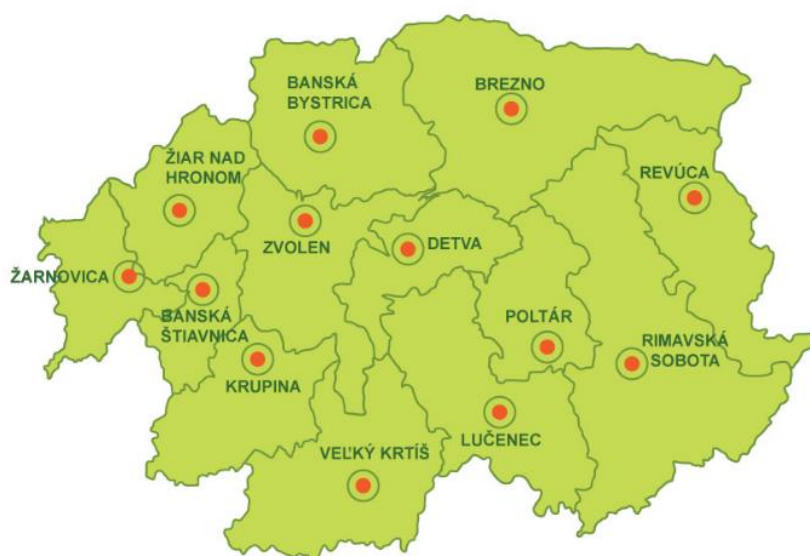 BANSKÁ
BYSTRICA
BREZNO
ŽIAR NAD
HRONOM
REVÚCA
ZVOLEN
DETVA
ŽARNOVICA
BANSKÁ
ŠTIAVNICA
POLTÁR
RIMAVSKÁ
SOBOTA
KRUPINA
LUČENEC
VEĽKÝ KRTÍŠ